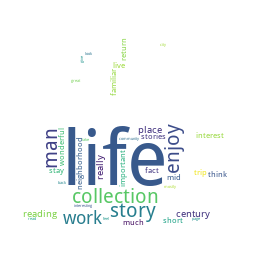 return
live
familiar
man
wonderful
life
enjoy
place
stories
interest
neighborhood
really
important
fact
stay
mid
trip
think
collection
reading
work
story
century
much
short